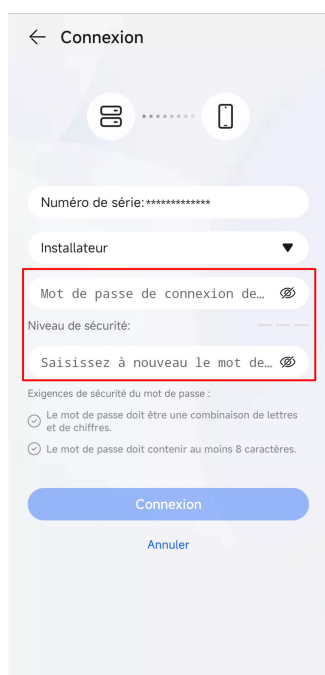 Connexion
Numéro de série:*************
Installateur
Mot de passe de connexion de…
Niveau de sécurité:
Saisissez à nouveau le mot de…
Exigences de sécurité du mot de passe :
Le mot de passe doit être une combinaison de lettres
et de chiffres.
Le mot de passe doit contenir au moins 8 caractères.
Connexion
Annuler